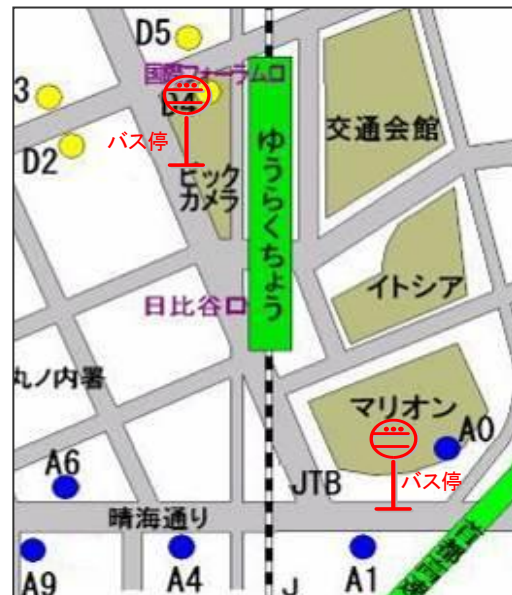 D5
国際フォーラム口
3
D4
D2
バス停
ビック
カメラ
交通会館
ゆうらくちょう
イトシア
日比谷口
丸ノ内署
マリオン
A0
A6
JTB
バス停
晴海通り
A9
A4
J
A1